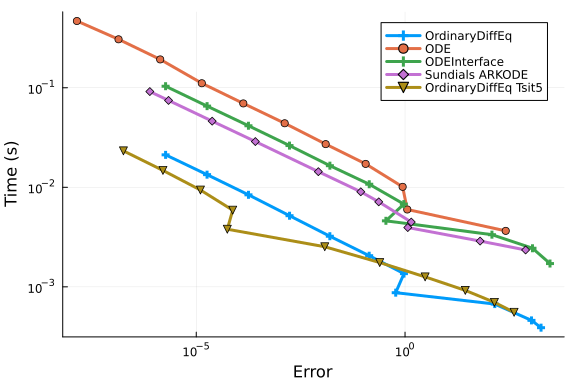 OrdinaryDiffEq
ODE
ODEInterface
Sundials ARKODE
OrdinaryDiffEq Tsit5
Time (s)
10⁻¹
10⁻²
10⁻³
10⁻⁵
10⁰
Error